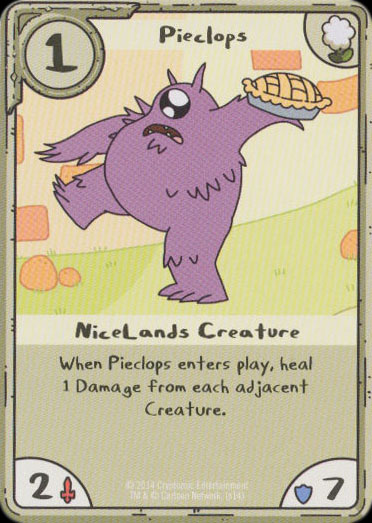 1
Pieclops
NiceLands Creature
When Pieclops enters play, heal
1 Damage from each adjacent
Creature.
2
© 2014 Cryptozoic Entertainment
TM & © Cartoon Network. (s14)
7